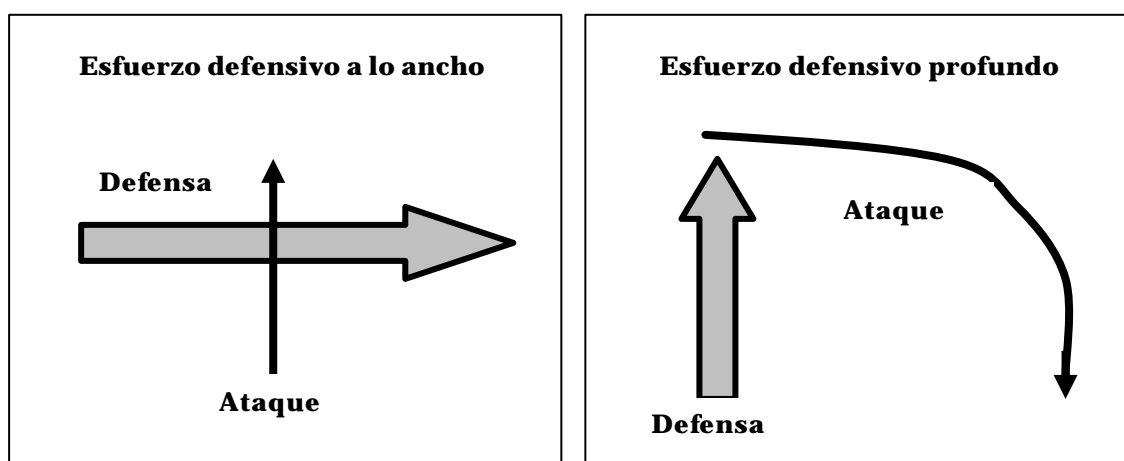 Esfuerzo defensivo a lo ancho
Defensa
Ataque
Esfuerzo defensivo profundo
Ataque
Defensa